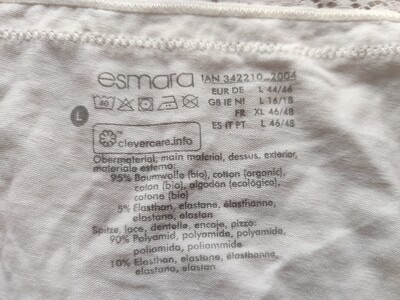 esmara IAN 342210_2004
EUR DE L 44/46
GB IE NI L 16/18
FR XL 46/48
ES IT PT L 46/48
L
40
clevercare.info
Obermaterial, main material, dessus, exterior,
materiale esterno:
95% Baumwolle (bio), cotton (organic),
coton (bio), algodón (ecológico),
cotone (bio)
5% Elasthan, elastane, élasthanne,
elastano, elastan
Spitze, lace, dentelle, encaje, pizzo:
90% Polyamid, polyamide, polyamide,
poliamida, poliammide
10% Elasthan, elastane, élasthanne,
elastano, elastan